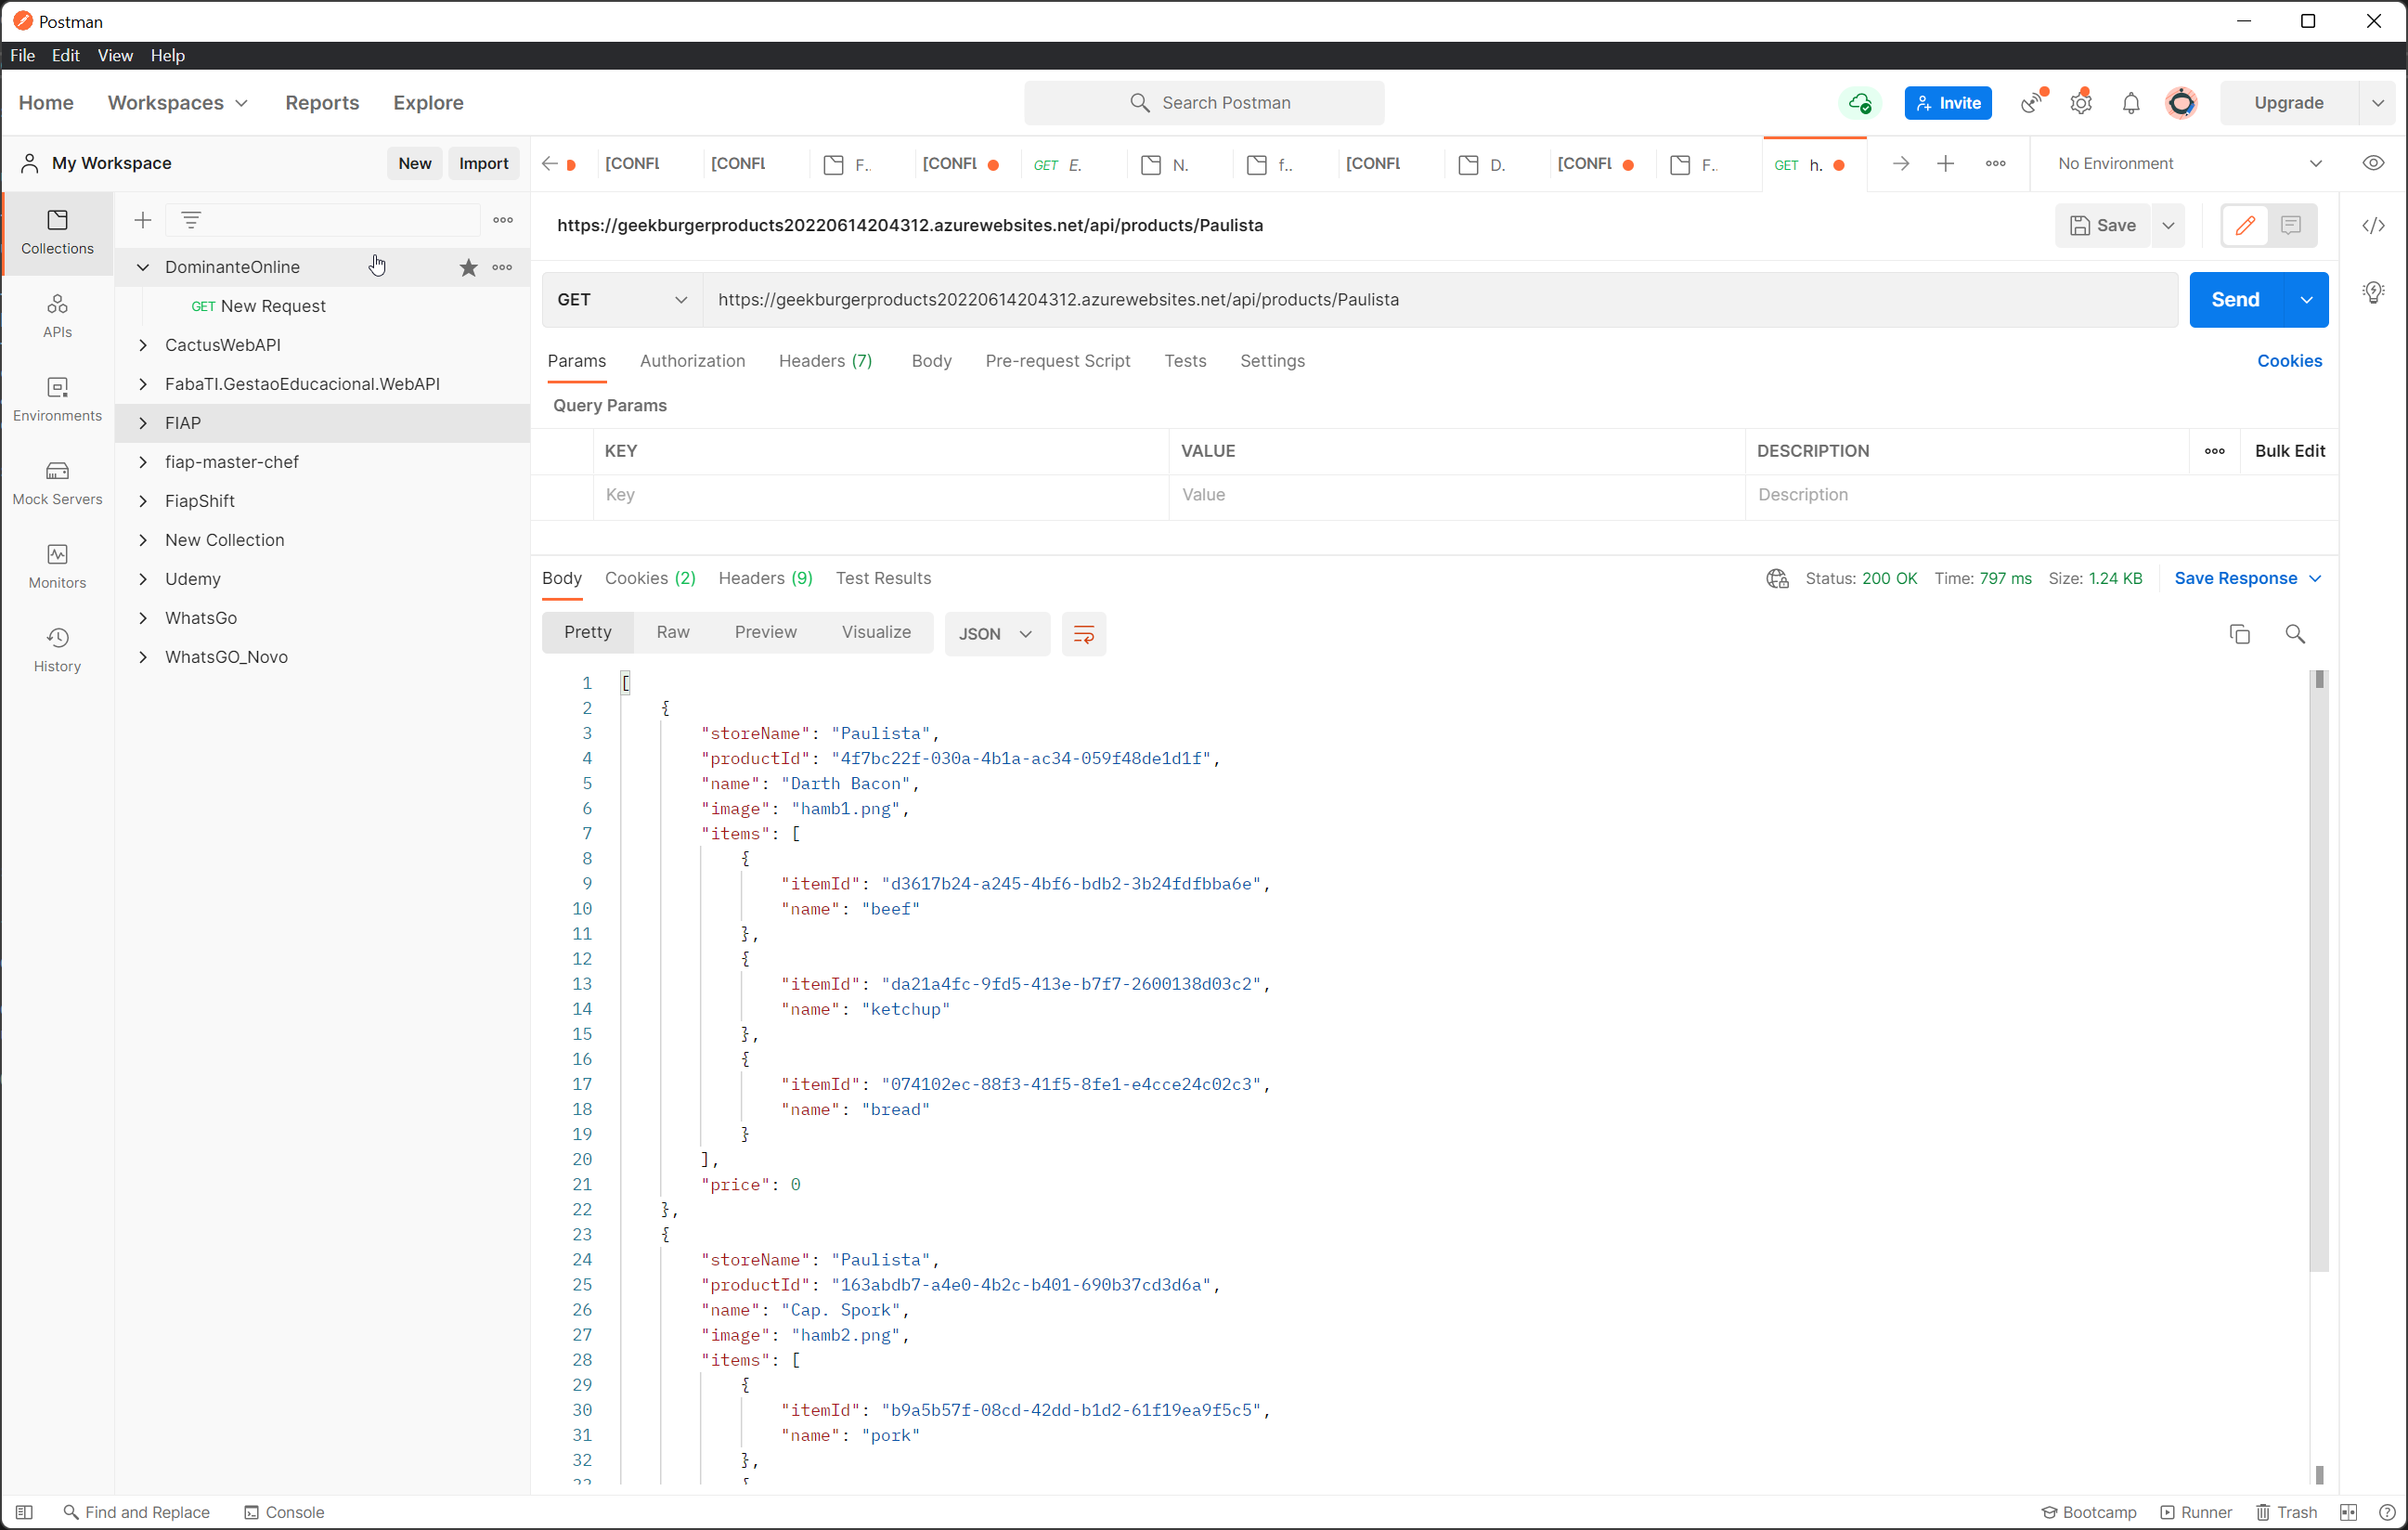 Postman
File Edit View Help
Home Workspaces Reports Explore Search Postman Invite Upgrade
My Workspace New Import [CONFL [CONFL F.. [CONFL GET E. N. f.. [CONFL D. [CONFL F.. GET h. No Environment
Collections
APIs
Environments
Mock Servers
Monitors
History
DominanteOnline
GET New Request
CactusWebAPI
FabaTI.GestaoEducacional.WebAPI
FIAP
fiap-master-chef
FiapShift
New Collection
Udemy
WhatsGo
WhatsGO_Novo
https://geekburgerproducts20220614204312.azurewebsites.net/api/products/Paulista Save
GET https://geekburgerproducts20220614204312.azurewebsites.net/api/products/Paulista Send
Params Authorization Headers (7) Body Pre-request Script Tests Settings Cookies
Query Params
KEY VALUE DESCRIPTION Bulk Edit
Key Value Description
Body Cookies (2) Headers (9) Test Results Status: 200 OK Time: 797 ms Size: 1.24 KB Save Response
Pretty Raw Preview Visualize JSON
1 [
2 {
3 "storeName": "Paulista",
4 "productId": "4f7bc22f-030a-4b1a-ac34-059f48de1d1f",
5 "name": "Darth Bacon",
6 "image": "hamb1.png",
7 "items": [
8 {
9 "itemId": "d3617b24-a245-4bf6-bdb2-3b24fdfbba6e",
10 "name": "beef"
11 },
12 {
13 "itemId": "da21a4fc-9fd5-413e-b7f7-2600138d03c2",
14 "name": "ketchup"
15 },
16 {
17 "itemId": "074102ec-88f3-41f5-8fe1-e4cce24c02c3",
18 "name": "bread"
19 }
20 ],
21 "price": 0
22 },
23 {
24 "storeName": "Paulista",
25 "productId": "163abdb7-a4e0-4b2c-b401-690b37cd3d6a",
26 "name": "Cap. Spork",
27 "image": "hamb2.png",
28 "items": [
29 {
30 "itemId": "b9a5b57f-08cd-42dd-b1d2-61f19ea9f5c5",
31 "name": "pork"
32 },
Find and Replace Console Bootcamp Runner Trash